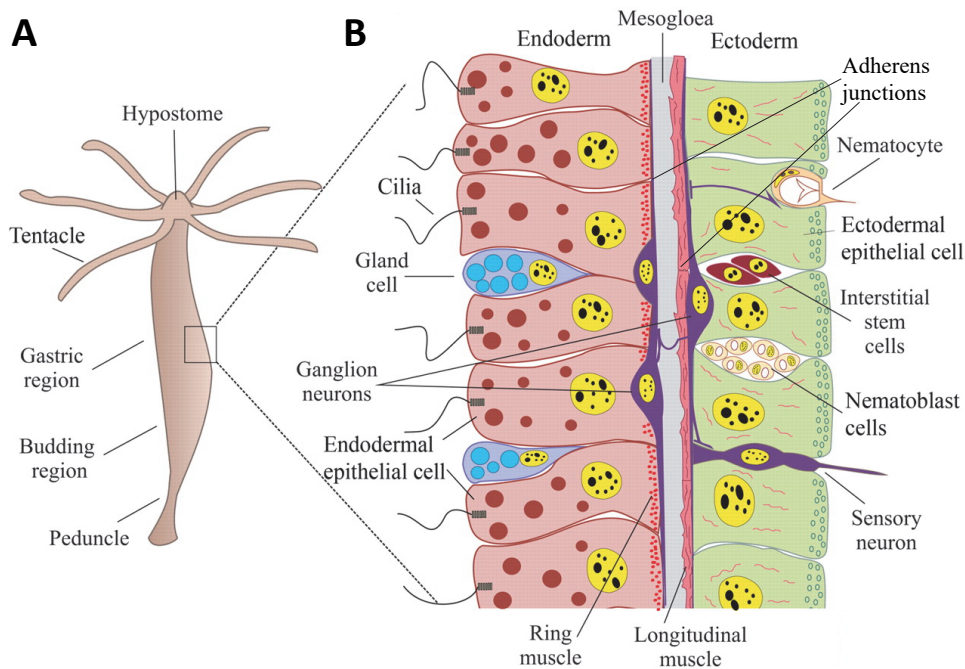 A
Hypostome
Tentacle
Gastric
region
Budding
region
Peduncle
B
Mesogloea
Endoderm
Ectoderm
Adherens
junctions
Nematocyte
Cilia
Ectodermal
epithelial cell
Gland
cell
Interstitial
stem
cells
Ganglion
neurons
Nematoblast
cells
Endodermal
epithelial cell
Sensory
neuron
Ring
muscle
Longitudinal
muscle